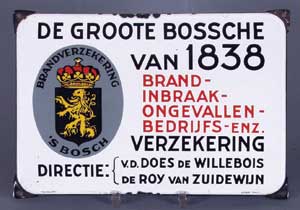 DE GROOTE BOSSCHE
BRANDVERZEKERING
'S BOSCH
VAN 1838
BRAND-
INBRAAK-
ONGEVALLEN-
BEDRIJFS- ENZ.
VERZEKERING
DIRECTIE:
V.D. DOES DE WILLEBOIS
DE ROY VAN ZUIDEWIJN